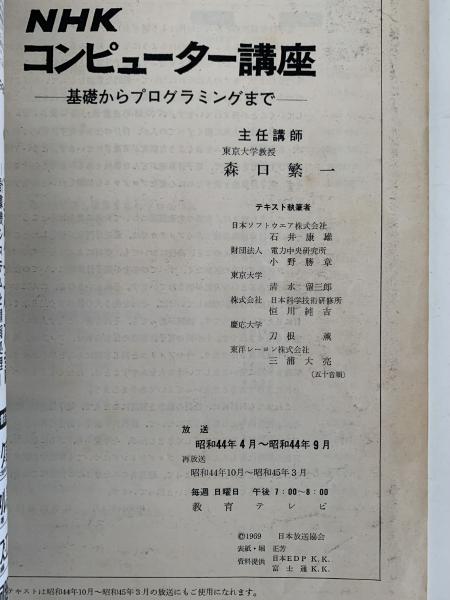 NHK
コンピューター講座
―基礎からプログラミングまで―
主任講師
東京大学教授
森口繁一
テキスト執筆者
日本ソフトウエア株式会社
石井康雄
財団法人 電力中央研究所
小野勝章
東京大学
清水留三郎
株式会社 日本科学技術研修所
恒川純吉
慶応大学
刀根薫
東洋レーヨン株式会社
三浦大亮
(五十音順)
放送
昭和44年4月～昭和44年9月
再放送
昭和44年10月～昭和45年3月
毎週 日曜日 午後7:00～8:00
教育テレビ
©1969 日本放送協会
表紙・堀 正芳
資料提供 日本EDP K.K.
富士通K.K.
テキストは昭和44年10月～昭和45年3月の放送にもご使用になれます。